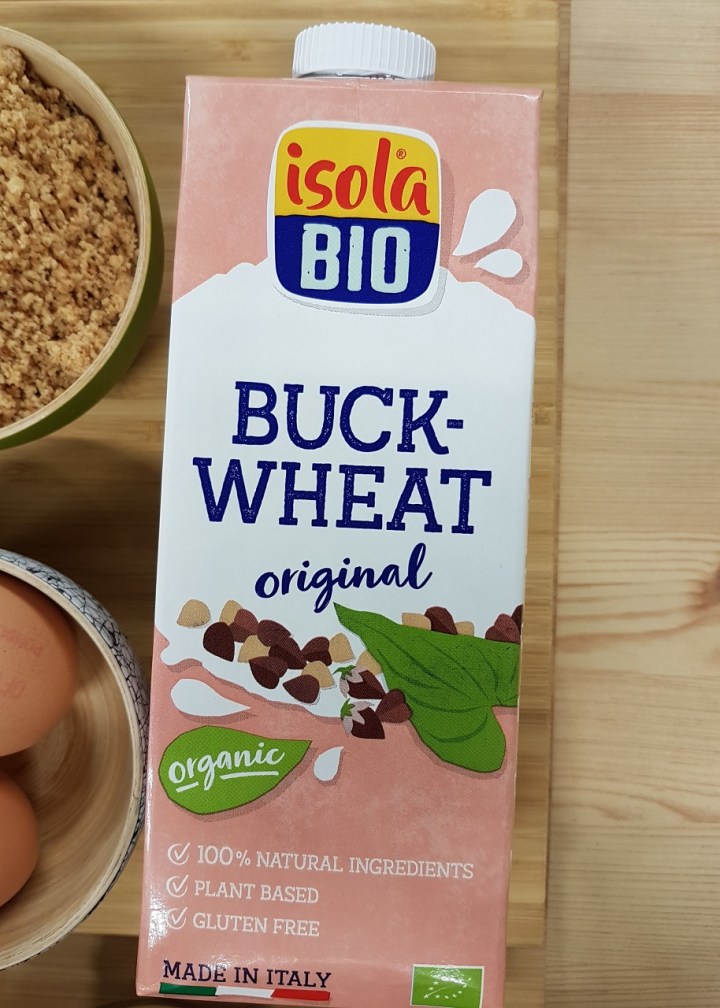 isola®
BIO
BUCK-
WHEAT
original
organic
100% NATURAL INGREDIENTS
PLANT BASED
GLUTEN FREE
MADE IN ITALY